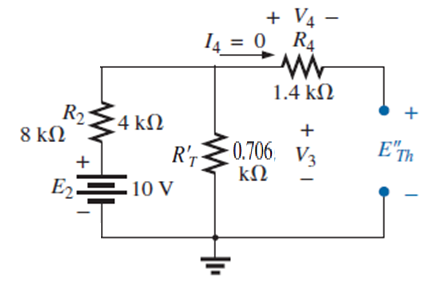 + V₄ −
I₄ = 0 R₄
1.4 kΩ
R₂ 4 kΩ
8 kΩ
+
E₂ 10 V
−
R'T 0.706 kΩ
+
V₃
−
+
E"Th
−